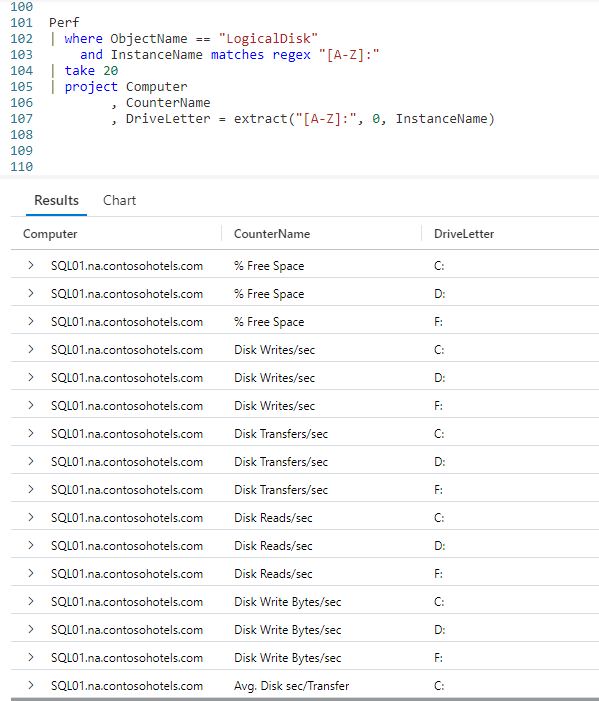 100
101 Perf
102 | where ObjectName == "LogicalDisk"
103 and InstanceName matches regex "[A-Z]:"
104 | take 20
105 | project Computer
106 , CounterName
107 , DriveLetter = extract("[A-Z]:", 0, InstanceName)
108
109
110
Results Chart
Computer CounterName DriveLetter
> SQL01.na.contosohotels.com % Free Space C:
> SQL01.na.contosohotels.com % Free Space D:
> SQL01.na.contosohotels.com % Free Space F:
> SQL01.na.contosohotels.com Disk Writes/sec C:
> SQL01.na.contosohotels.com Disk Writes/sec D:
> SQL01.na.contosohotels.com Disk Writes/sec F:
> SQL01.na.contosohotels.com Disk Transfers/sec C:
> SQL01.na.contosohotels.com Disk Transfers/sec D:
> SQL01.na.contosohotels.com Disk Transfers/sec F:
> SQL01.na.contosohotels.com Disk Reads/sec C:
> SQL01.na.contosohotels.com Disk Reads/sec D:
> SQL01.na.contosohotels.com Disk Reads/sec F:
> SQL01.na.contosohotels.com Disk Write Bytes/sec C:
> SQL01.na.contosohotels.com Disk Write Bytes/sec D:
> SQL01.na.contosohotels.com Disk Write Bytes/sec F:
> SQL01.na.contosohotels.com Avg. Disk sec/Transfer C: